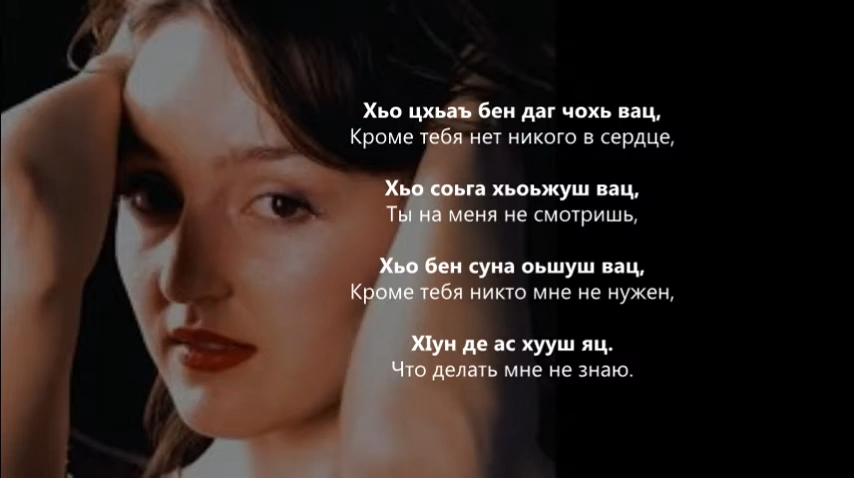 Хьо цхьаъ бен даг чохь вац,
Кроме тебя нет никого в сердце,
Хьо соьга хьоьжуш вац,
Ты на меня не смотришь,
Хьо бен суна оьшуш вац,
Кроме тебя никто мне не нужен,
ХІун де ас хууш яц.
Что делать мне не знаю.